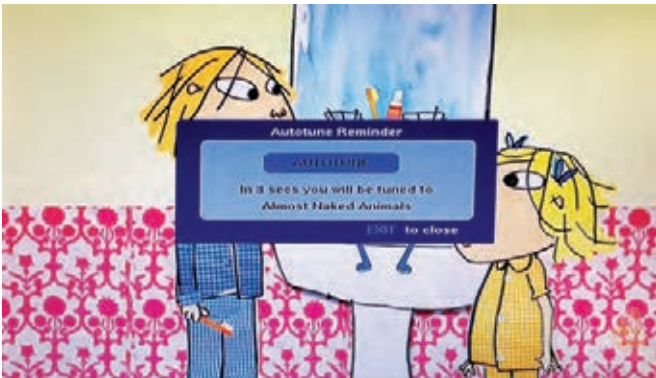 Autotune Reminder
AUTOTUNE
In 3 secs you will be tuned to
Almost Naked Animals
EXIT to close